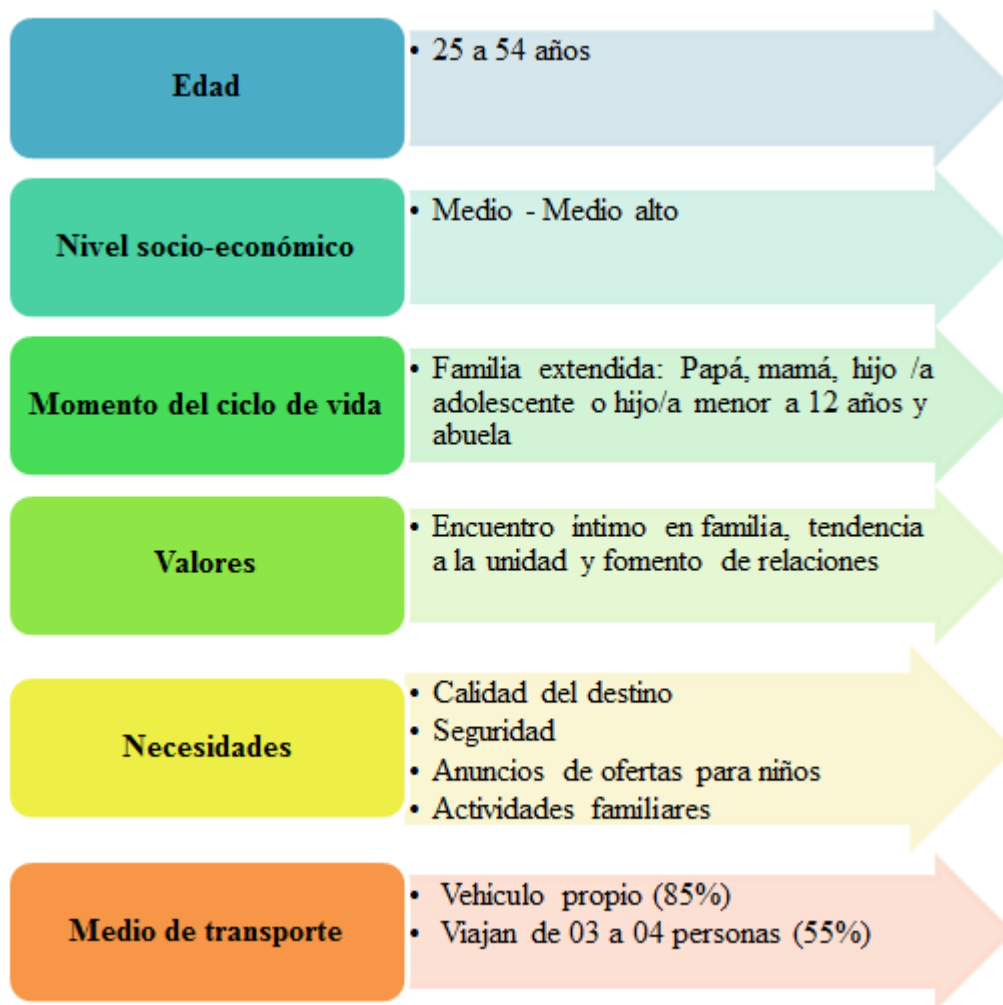 Edad
• 25 a 54 años
Nivel socio-económico
• Medio - Medio alto
Momento del ciclo de vida
• Familia extendida: Papá, mamá, hijo /a
adolescente o hijo/a menor a 12 años y
abuela
Valores
• Encuentro íntimo en familia, tendencia
a la unidad y fomento de relaciones
Necesidades
• Calidad del destino
• Seguridad
• Anuncios de ofertas para niños
• Actividades familiares
Medio de transporte
• Vehículo propio (85%)
• Viajan de 03 a 04 personas (55%)